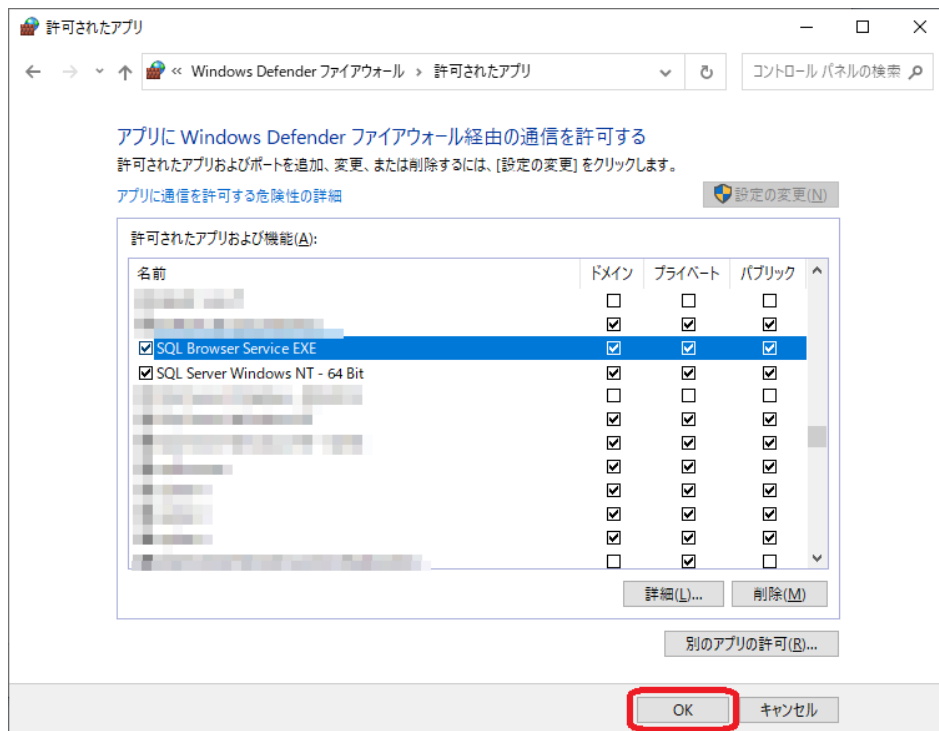 許可されたアプリ
« Windows Defender ファイアウォール › 許可されたアプリ
コントロール パネルの検索
アプリに Windows Defender ファイアウォール経由の通信を許可する
許可されたアプリおよびポートを追加、変更、または削除するには、[設定の変更] をクリックします。
アプリに通信を許可する危険性の詳細
設定の変更(N)
許可されたアプリおよび機能(A):
名前 ドメイン プライベート パブリック
SQL Browser Service EXE
SQL Server Windows NT - 64 Bit
詳細(L)... 削除(M)
別のアプリの許可(R)...
OK キャンセル